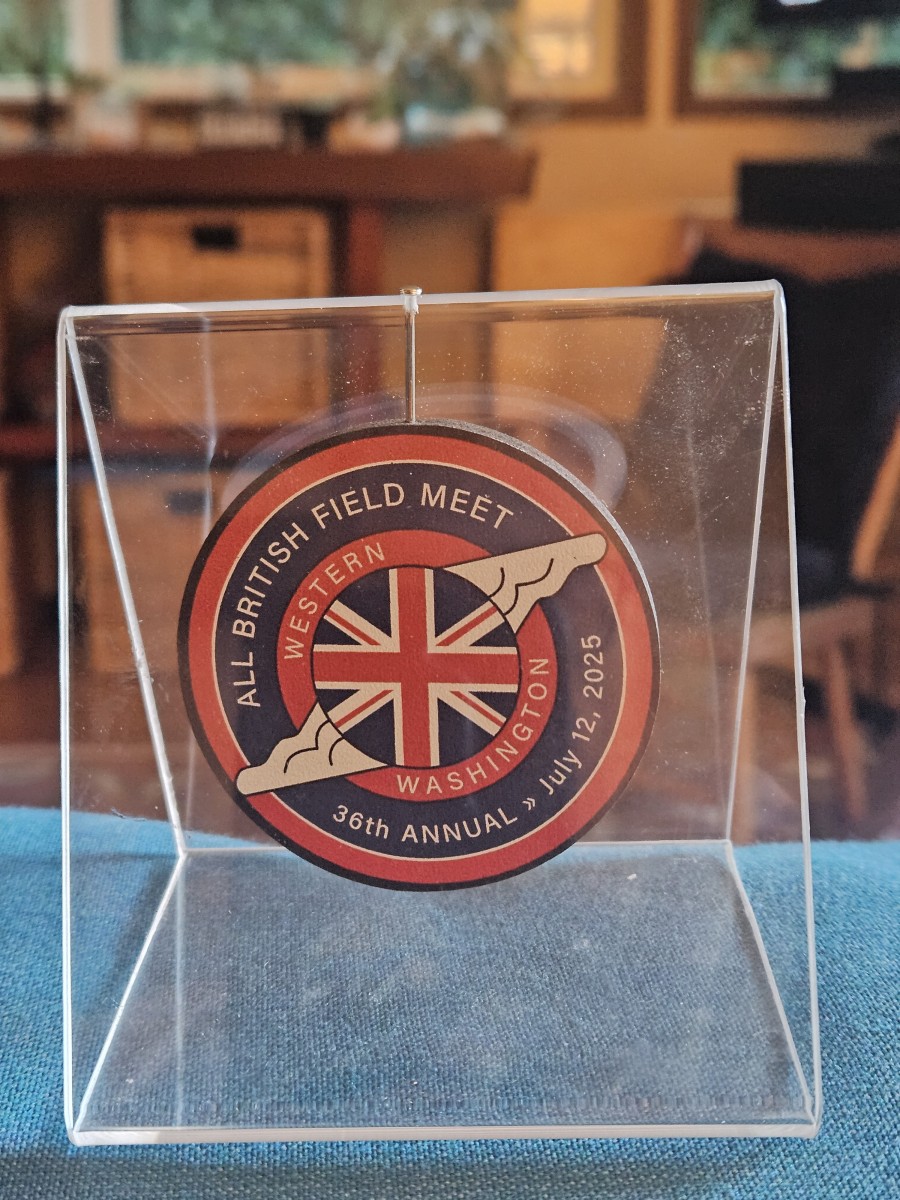 ALL BRITISH FIELD MEET
WESTERN
WASHINGTON
36th ANNUAL » July 12, 2025